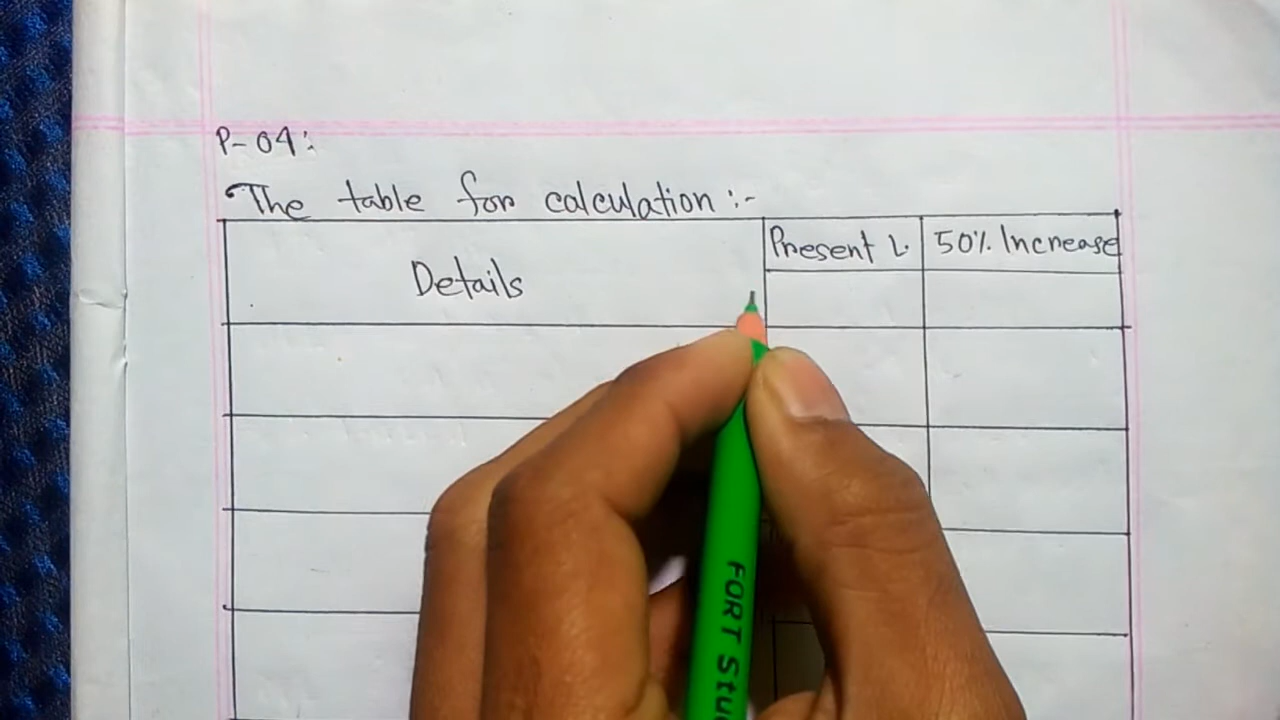 P-04:
The table for calculation :-
Details
Present L.
50% Increase
FORT Stu